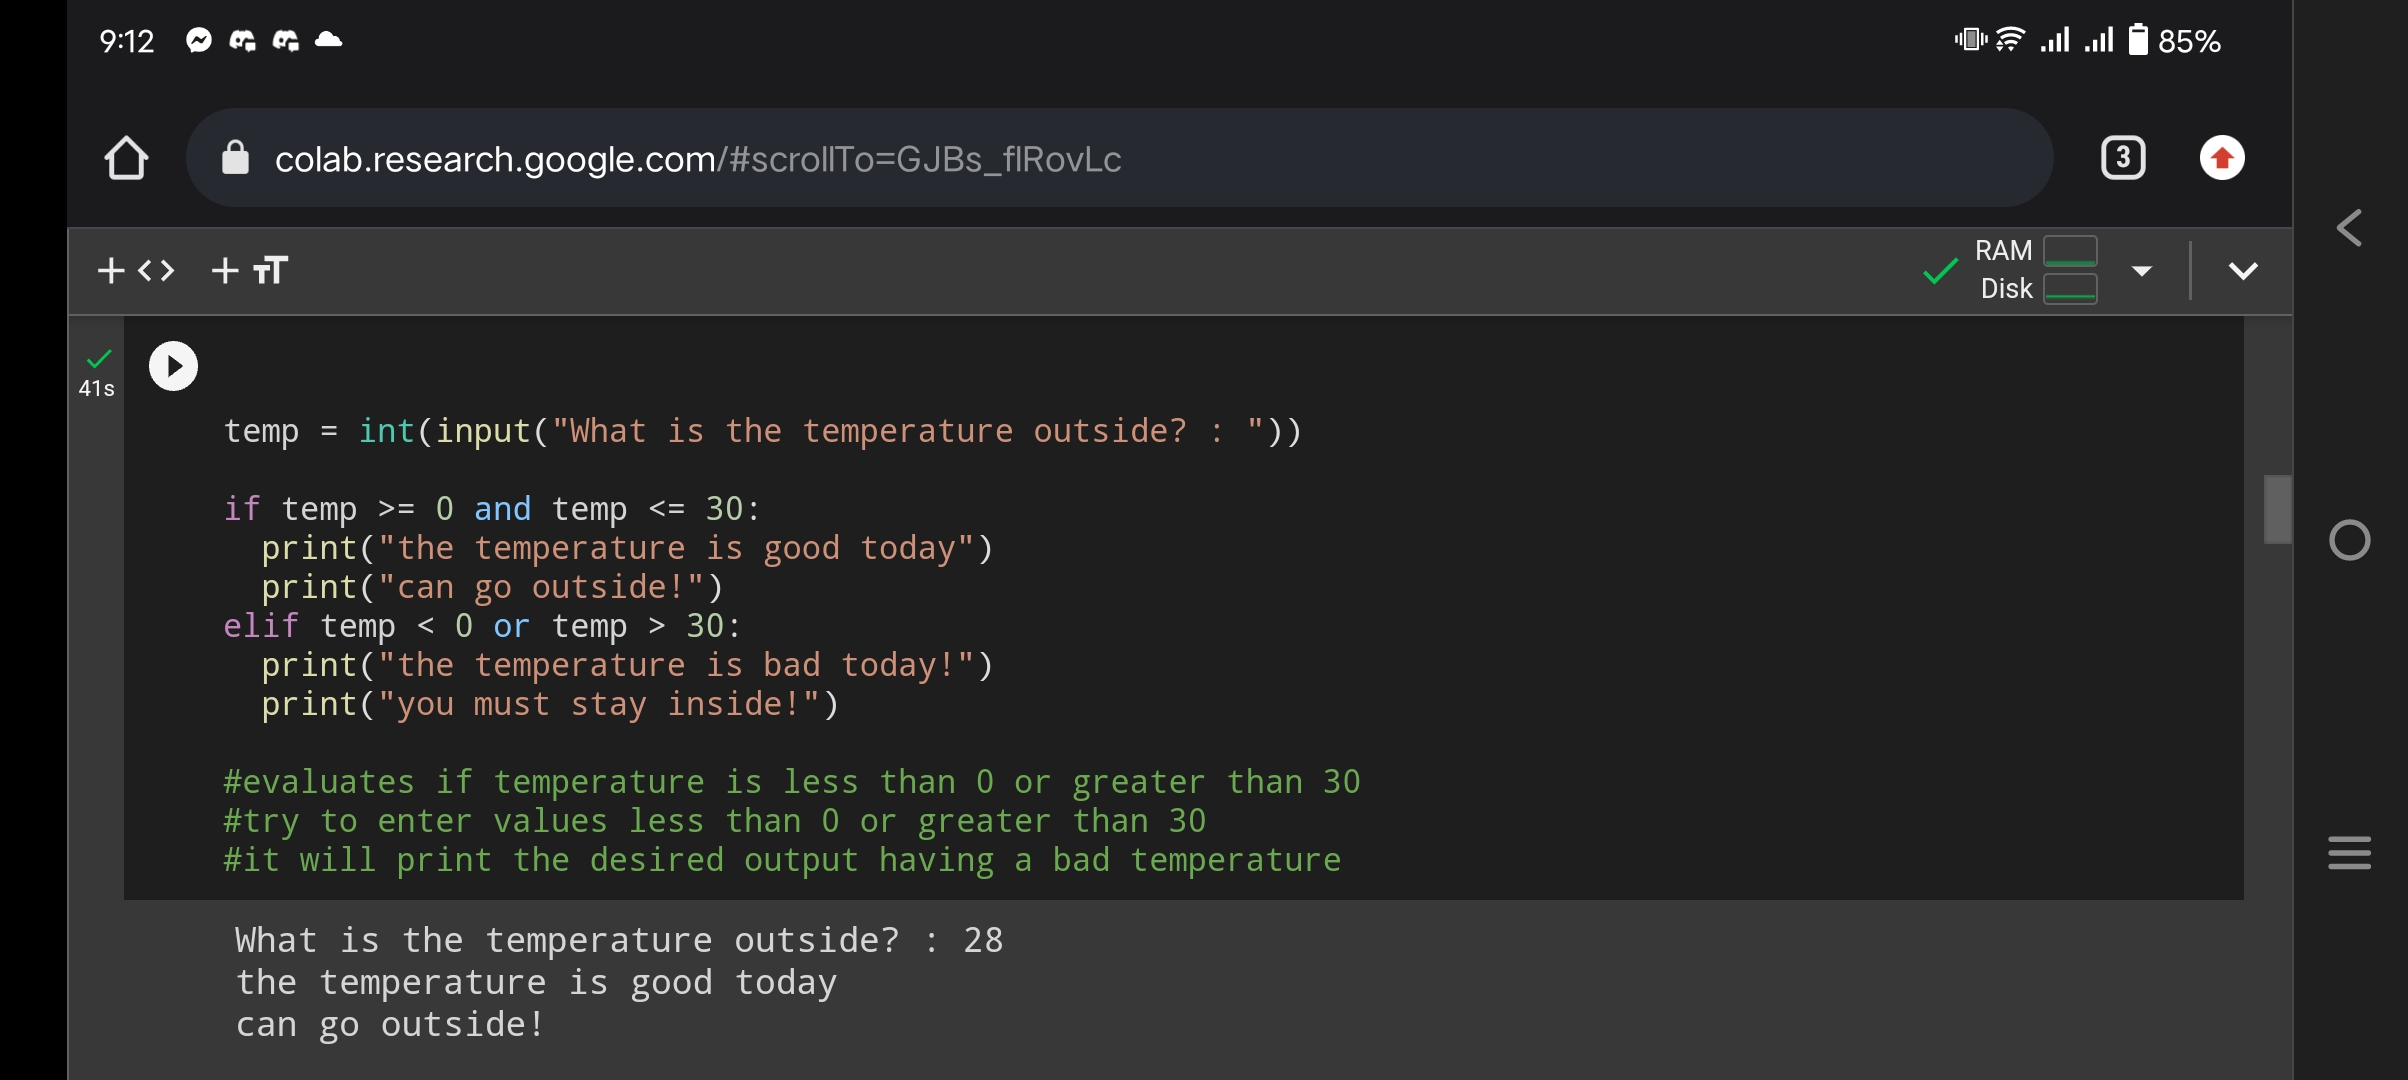 9:12 85%
colab.research.google.com/#scrollTo=GJBs_flRovLc 3
RAM
Disk
41s
temp = int(input("What is the temperature outside? : "))
if temp >= 0 and temp <= 30:
print("the temperature is good today")
print("can go outside!")
elif temp < 0 or temp > 30:
print("the temperature is bad today!")
print("you must stay inside!")
#evaluates if temperature is less than 0 or greater than 30
#try to enter values less than 0 or greater than 30
#it will print the desired output having a bad temperature
What is the temperature outside? : 28
the temperature is good today
can go outside!